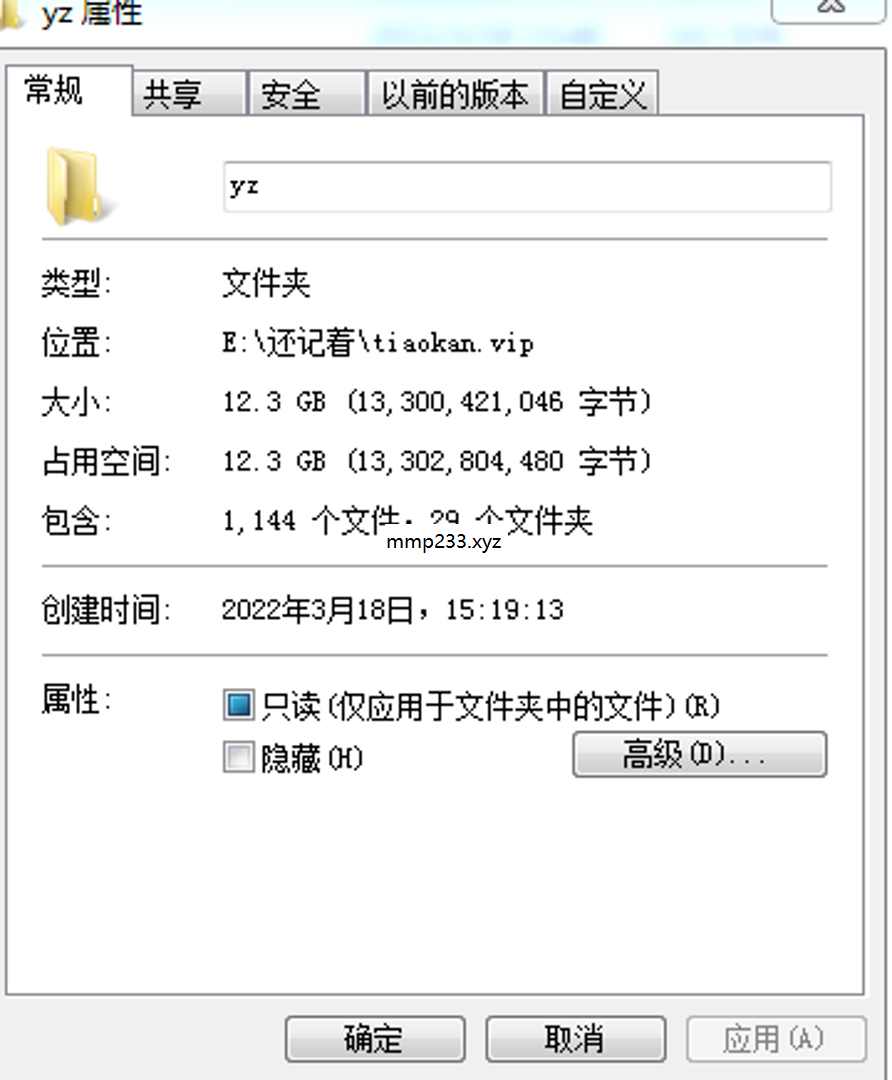 yz 属性
常规 共享 安全 以前的版本 自定义
yz
类型: 文件夹
位置: E:\还记着\tiaokan.vip
大小: 12.3 GB (13,300,421,046 字节)
占用空间: 12.3 GB (13,302,804,480 字节)
包含: 1,144 个文件，29 个文件夹
mmp233.xyz
创建时间: 2022年3月18日，15:19:13
属性: 只读(仅应用于文件夹中的文件)(R)
隐藏(H) 高级(D)...
确定 取消 应用(A)